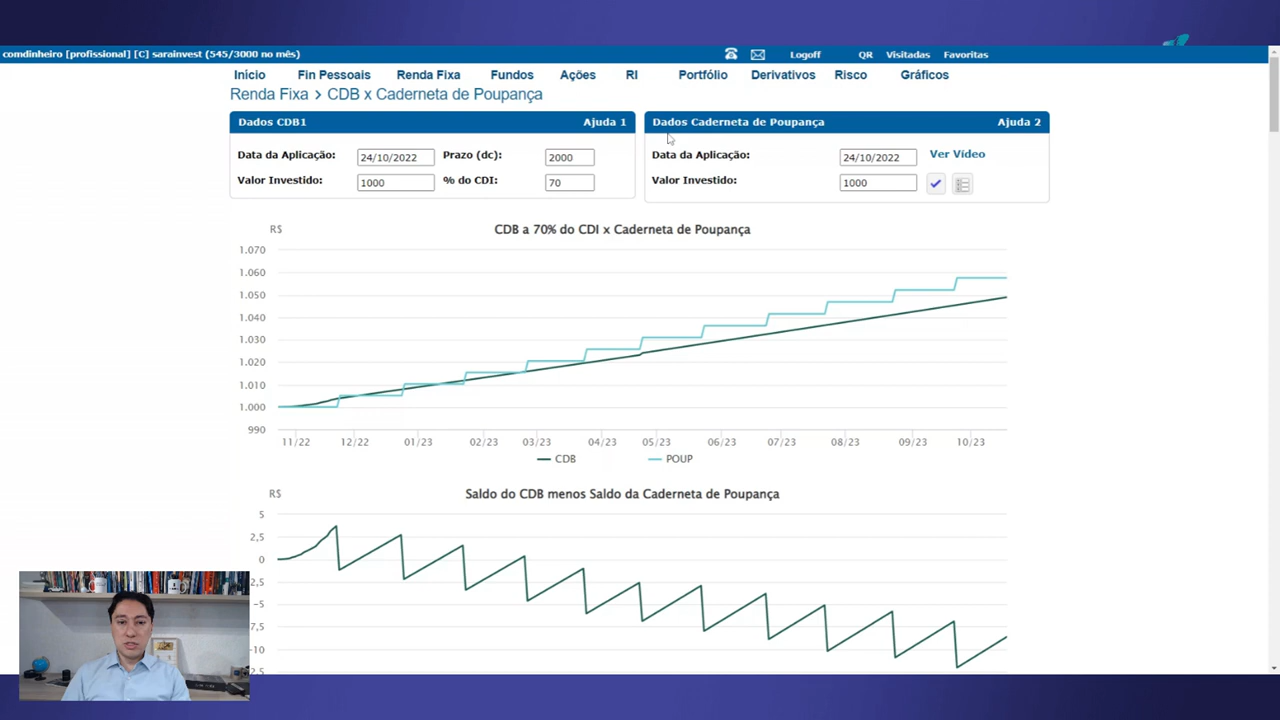 comdinheiro [profissional] [C] sarainvest (545/3000 no mês)
Logoff QR Visitadas Favoritas
Início Fin Pessoais Renda Fixa Fundos Ações RI Portfólio Derivativos Risco Gráficos
Renda Fixa > CDB x Caderneta de Poupança
Dados CDB1 Ajuda 1
Data da Aplicação: 24/10/2022 Prazo (dc): 2000
Valor Investido: 1000 % do CDI: 70
Dados Caderneta de Poupança Ajuda 2
Data da Aplicação: 24/10/2022 Ver Vídeo
Valor Investido: 1000
R$ CDB a 70% do CDI x Caderneta de Poupança
1.070
1.060
1.050
1.040
1.030
1.020
1.010
1.000
990
11/22 12/22 01/23 02/23 03/23 04/23 05/23 06/23 07/23 08/23 09/23 10/23
CDB POUP
R$ Saldo do CDB menos Saldo da Caderneta de Poupança
5
2,5
0
2,5
-5
7,5
-10
2,5